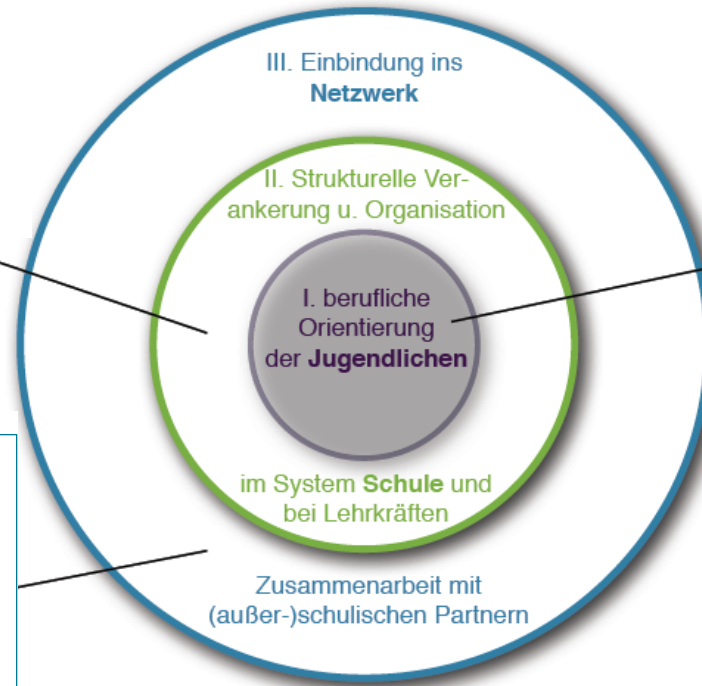 III. Einbindung ins
Netzwerk
II. Strukturelle Ver-
ankerung u. Organisation
I. berufliche
Orientierung
der Jugendlichen
im System Schule und
bei Lehrkräften
Zusammenarbeit mit
(außer-)schulischen Partnern